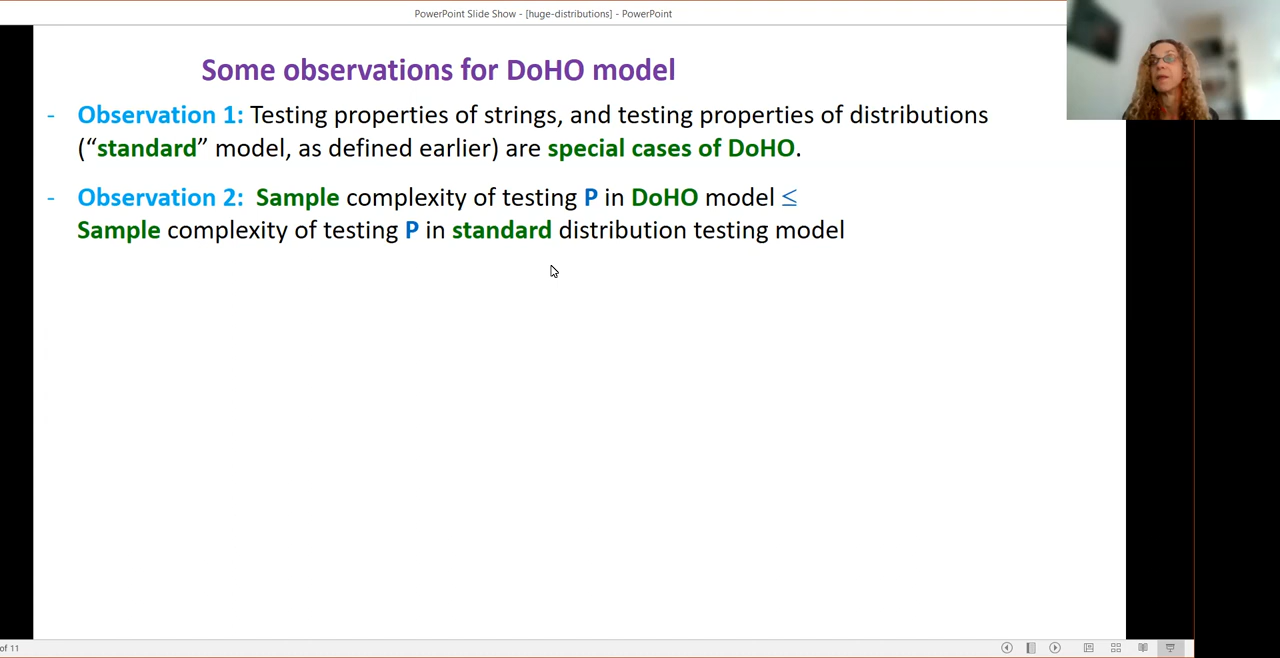 PowerPoint Slide Show - [huge-distributions] - PowerPoint
Some observations for DoHO model
- Observation 1: Testing properties of strings, and testing properties of distributions
(“standard” model, as defined earlier) are special cases of DoHO.
- Observation 2: Sample complexity of testing P in DoHO model ≤
Sample complexity of testing P in standard distribution testing model
of 11